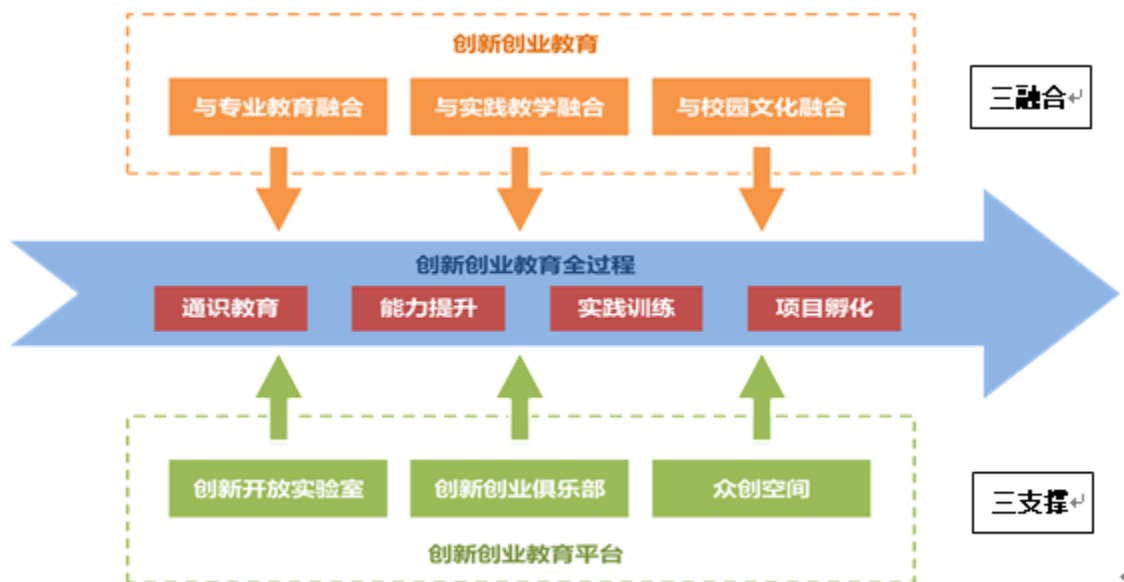 创新创业教育
与专业教育融合 与实践教学融合 与校园文化融合
三融合
创新创业教育全过程
通识教育 能力提升 实践训练 项目孵化
创新开放实验室 创新创业俱乐部 众创空间
三支撑
创新创业教育平台